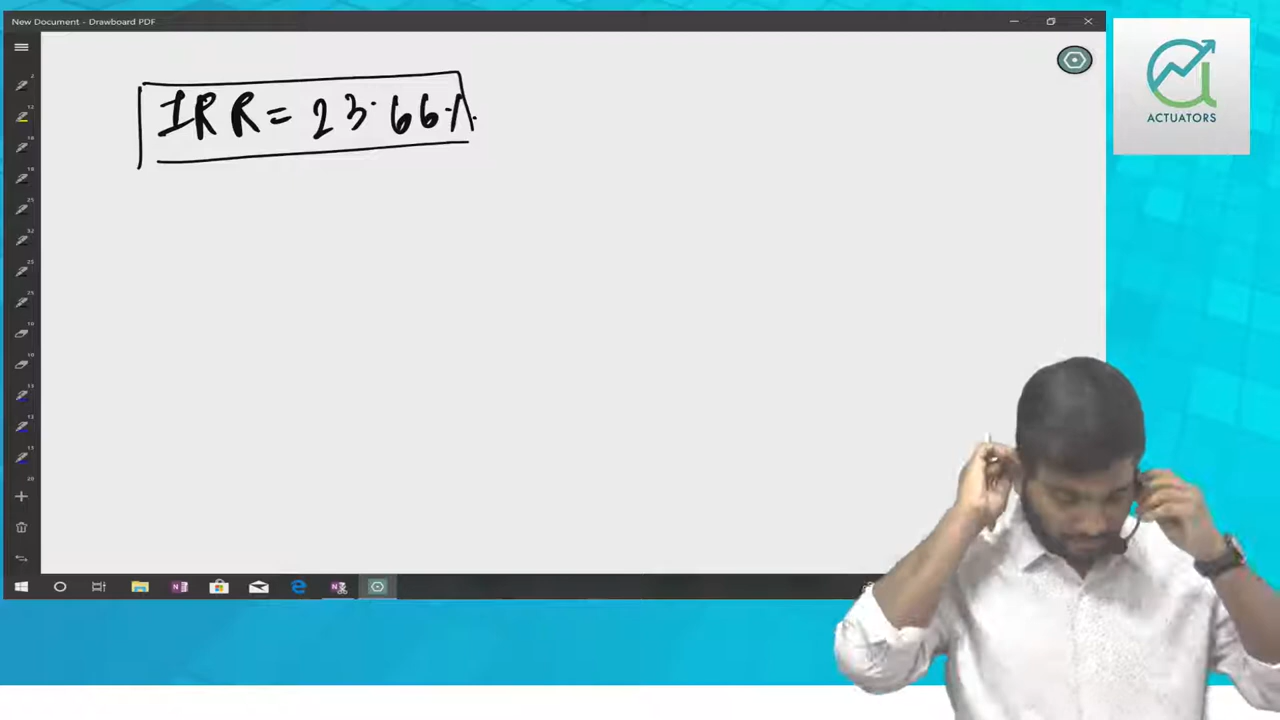 New Document - Drawboard PDF
IRR = 23.66%
ACTUATORS